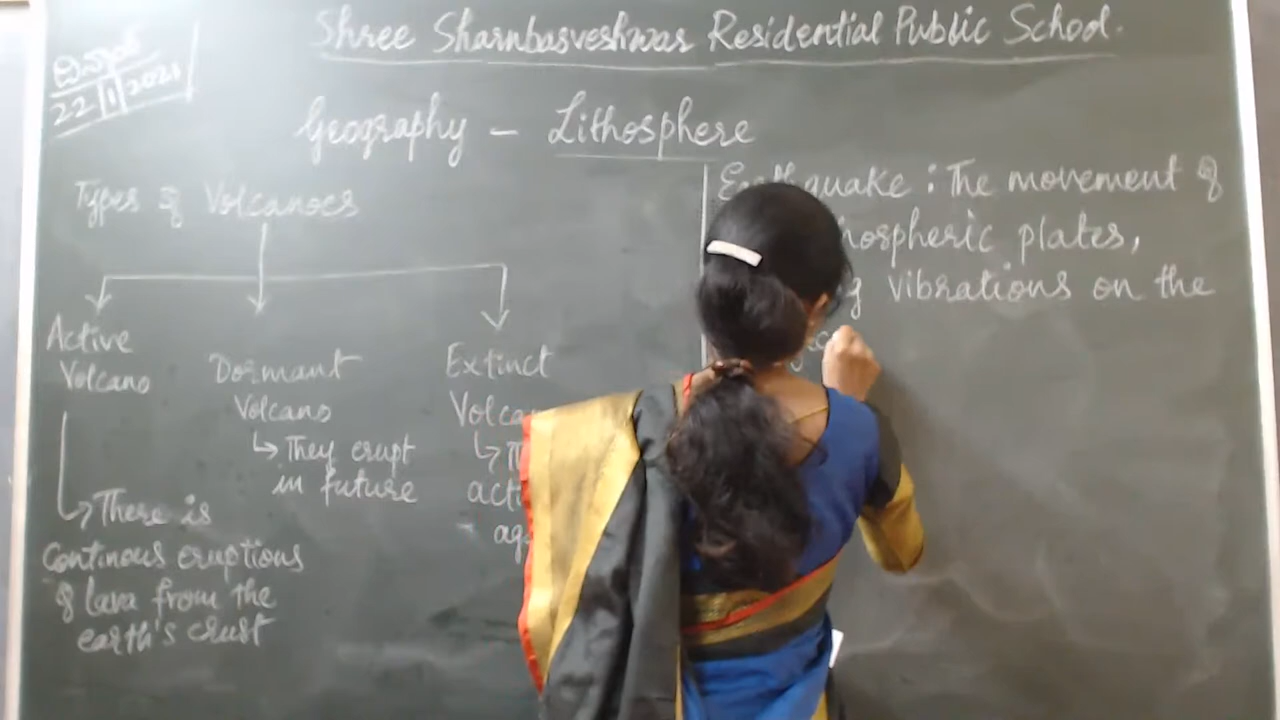 Shree Sharnbasveshwar Residential Public School.
ದಿನಾಂಕ
22|1|2021
Geography - Lithosphere
Types of Volcanoes
Active
Volcano
↳ There is
Continous eruptions
of lava from the
earth's crust
Dormant
Volcano
↳ They erupt
in future
Extinct
↳
Earthquake : The movement of
plates,
vibrations on the